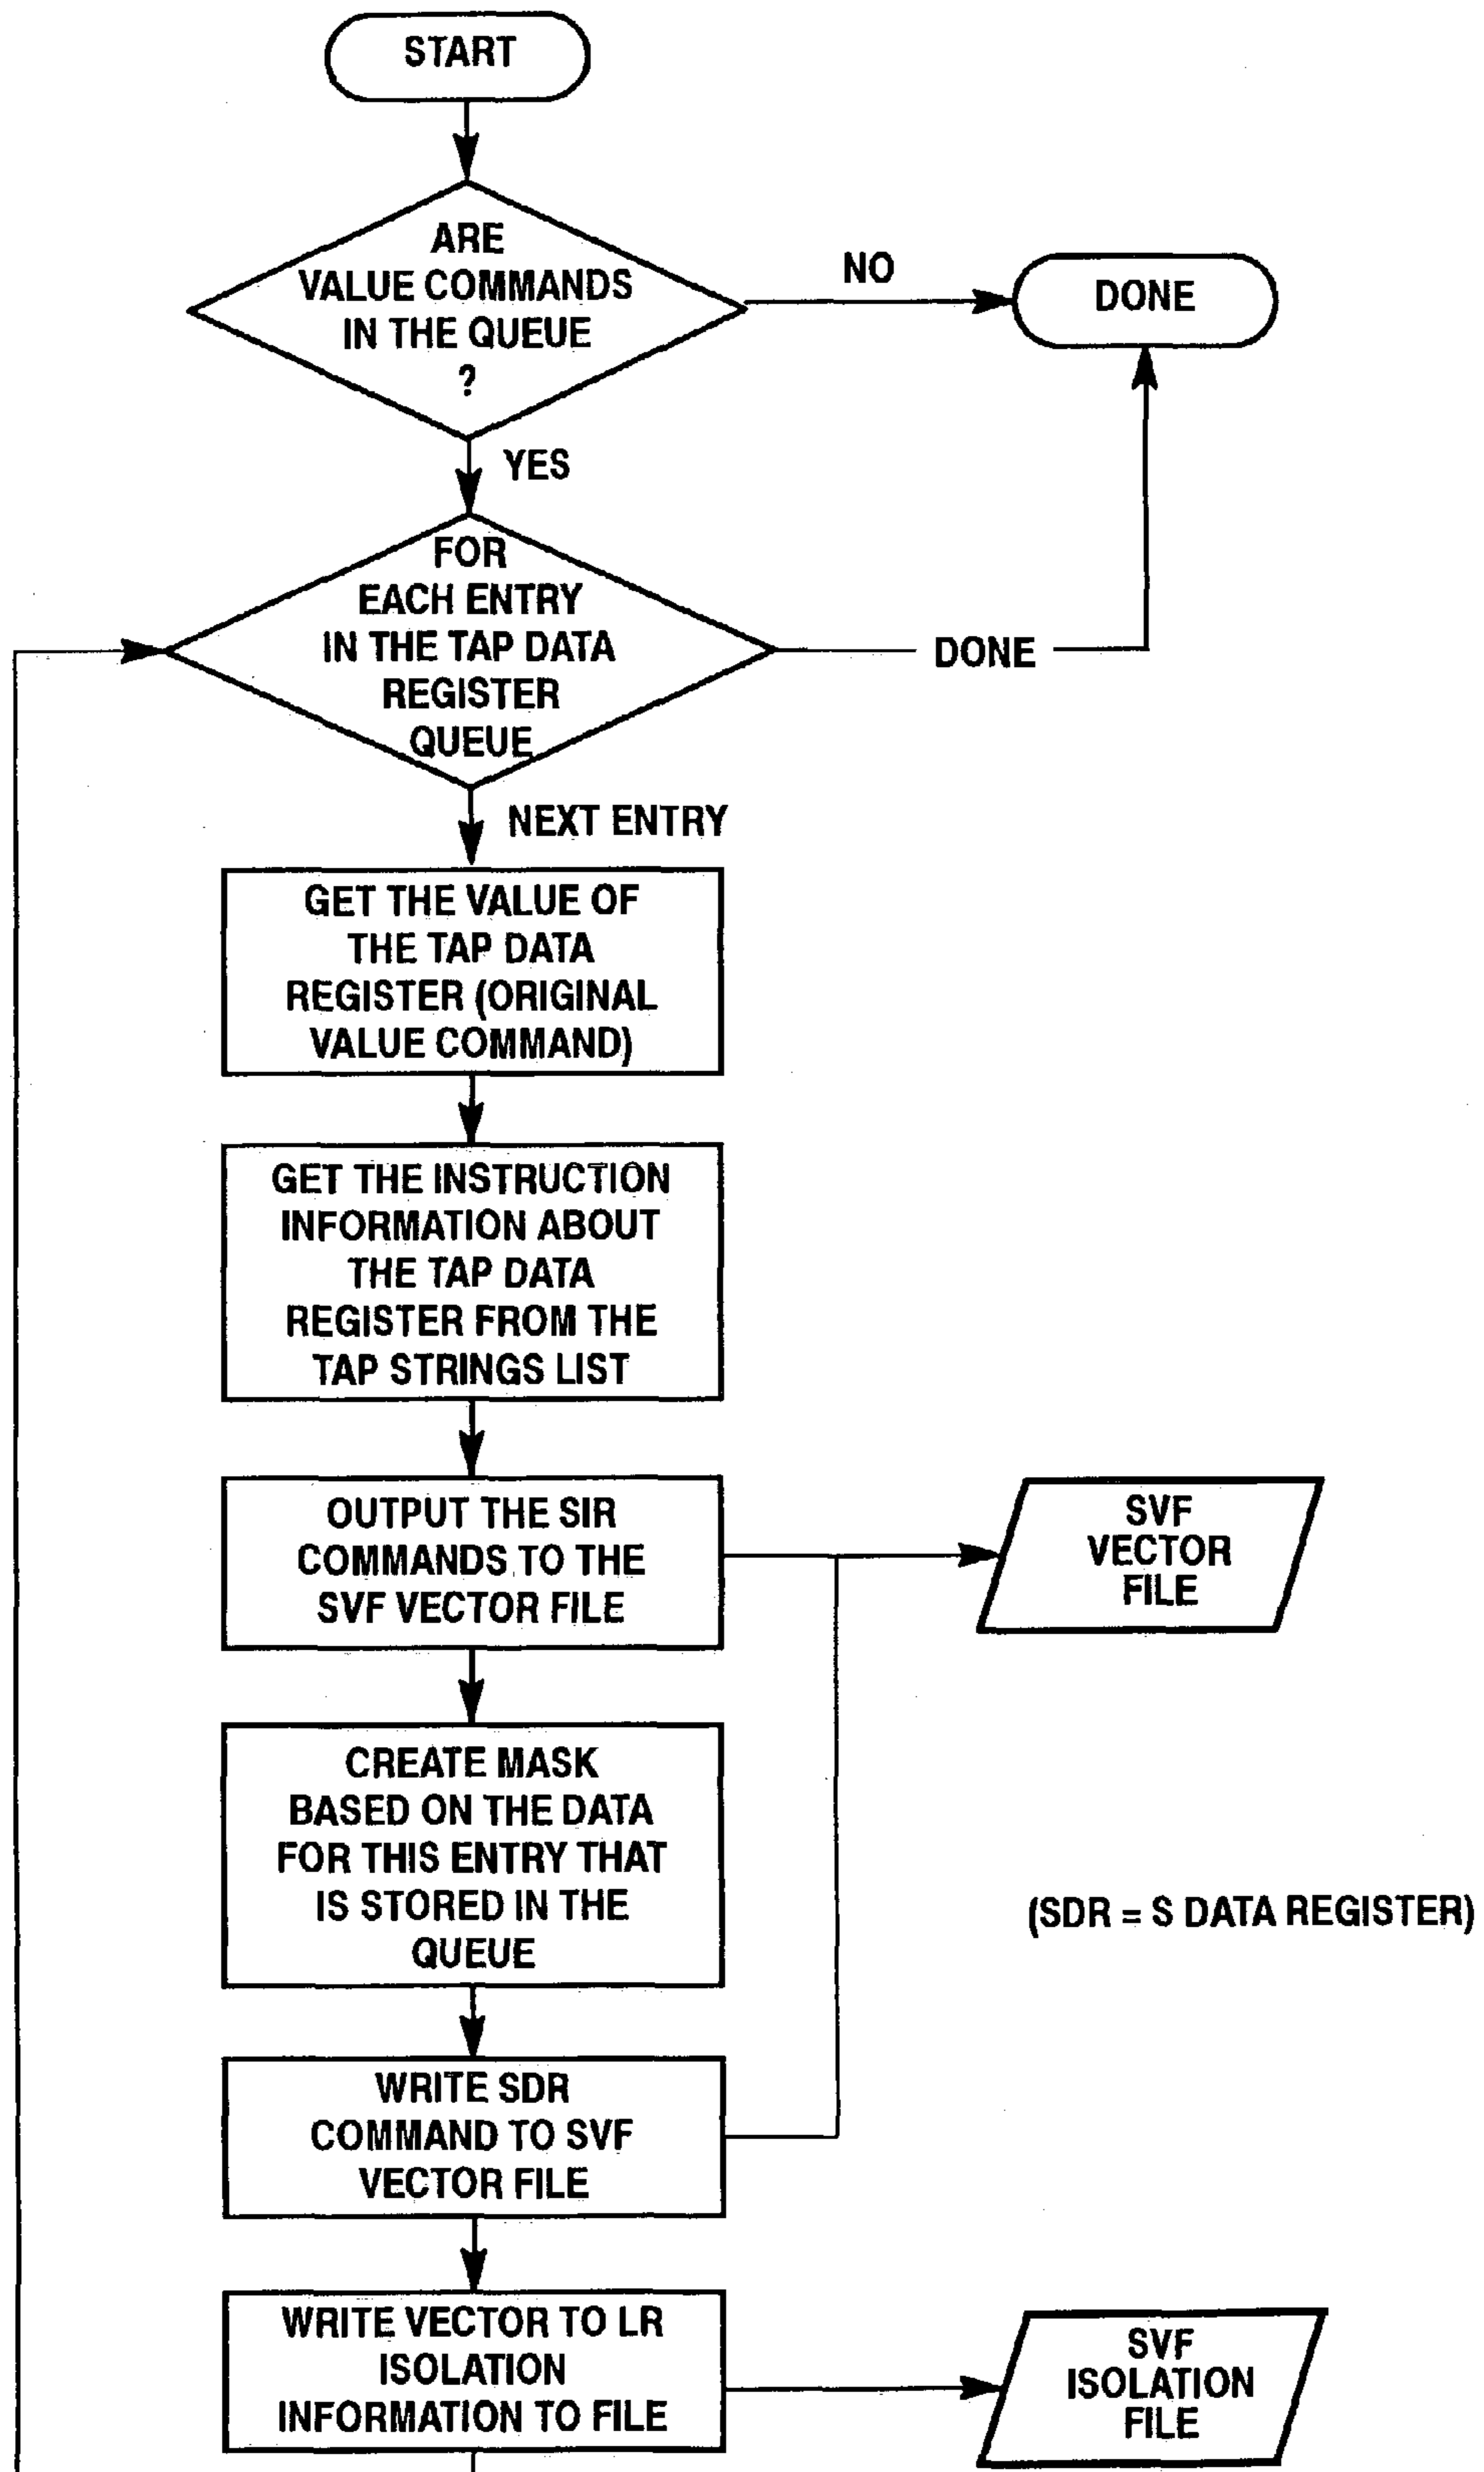 START
ARE
VALUE COMMANDS
IN THE QUEUE
?
NO
DONE
YES
FOR
EACH ENTRY
IN THE TAP DATA
REGISTER
QUEUE
DONE
NEXT ENTRY
GET THE VALUE OF
THE TAP DATA
REGISTER (ORIGINAL
VALUE COMMAND)
GET THE INSTRUCTION
INFORMATION ABOUT
THE TAP DATA
REGISTER FROM THE
TAP STRINGS LIST
OUTPUT THE SIR
COMMANDS TO THE
SVF VECTOR FILE
SVF
VECTOR
FILE
CREATE MASK
BASED ON THE DATA
FOR THIS ENTRY THAT
IS STORED IN THE
QUEUE
(SDR = S DATA REGISTER)
WRITE SDR
COMMAND TO SVF
VECTOR FILE
WRITE VECTOR TO LR
ISOLATION
INFORMATION TO FILE
SVF
ISOLATION
FILE